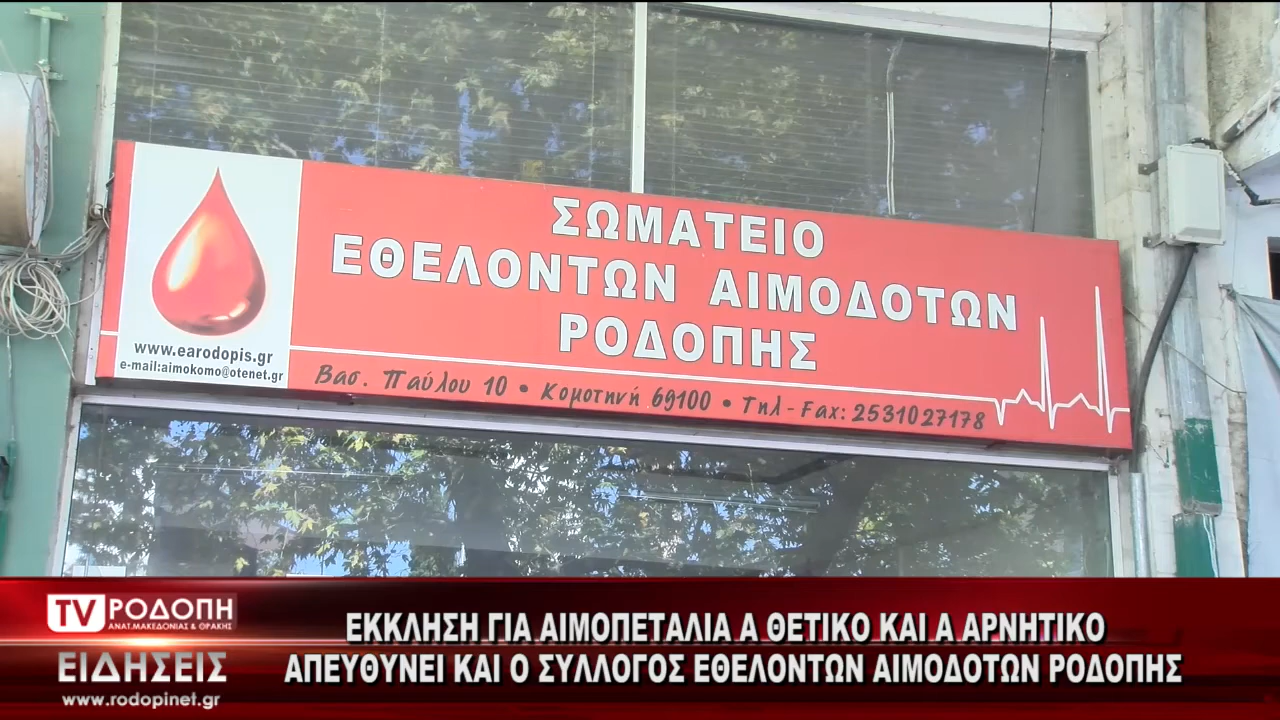 ΣΩΜΑΤΕΙΟ
ΕΘΕΛΟΝΤΩΝ ΑΙΜΟΔΟΤΩΝ
ΡΟΔΟΠΗΣ
www.earodopis.gr
e-mail:aimokomo@otenet.gr
Βασ. Παύλου 10 • Κομοτηνή 69100 • Τηλ - Fax: 2531027178
TV ΡΟΔΟΠΗ
ΑΝΑΤ.ΜΑΚΕΔΟΝΙΑΣ & ΘΡΑΚΗΣ
ΕΙΔΗΣΕΙΣ
www.rodopinet.gr
ΕΚΚΛΗΣΗ ΓΙΑ ΑΙΜΟΠΕΤΑΛΙΑ Α ΘΕΤΙΚΟ ΚΑΙ Α ΑΡΝΗΤΙΚΟ
ΑΠΕΥΘΥΝΕΙ ΚΑΙ Ο ΣΥΛΛΟΓΟΣ ΕΘΕΛΟΝΤΩΝ ΑΙΜΟΔΟΤΩΝ ΡΟΔΟΠΗΣ